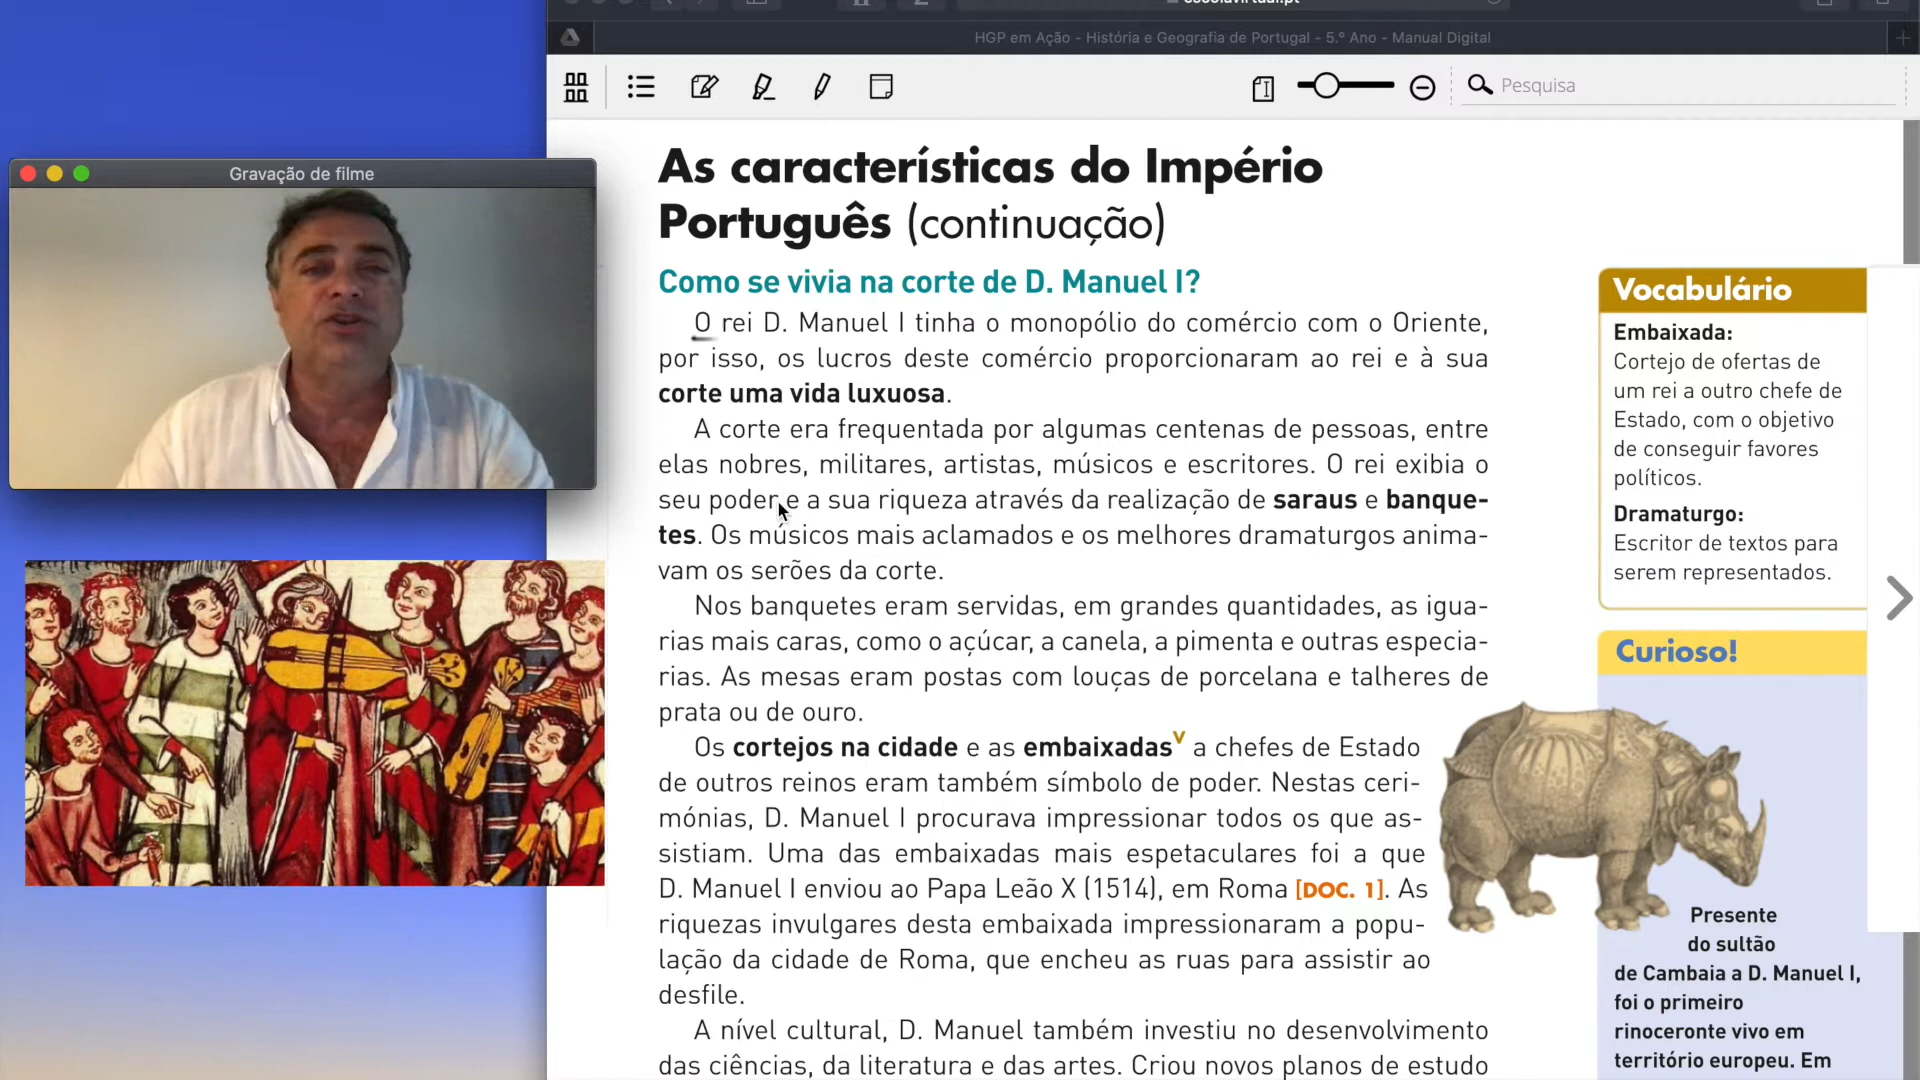 HGP em Ação - História e Geografia de Portugal - 5.º Ano - Manual Digital
Pesquisa
Gravação de filme
As características do Império
Português (continuação)
Como se vivia na corte de D. Manuel I?
O rei D. Manuel I tinha o monopólio do comércio com o Oriente,
por isso, os lucros deste comércio proporcionaram ao rei e à sua
corte uma vida luxuosa.
A corte era frequentada por algumas centenas de pessoas, entre
elas nobres, militares, artistas, músicos e escritores. O rei exibia o
seu poder e a sua riqueza através da realização de saraus e banque-
tes. Os músicos mais aclamados e os melhores dramaturgos anima-
vam os serões da corte.
Nos banquetes eram servidas, em grandes quantidades, as igua-
rias mais caras, como o açúcar, a canela, a pimenta e outras especia-
rias. As mesas eram postas com louças de porcelana e talheres de
prata ou de ouro.
Os cortejos na cidade e as embaixadasV a chefes de Estado
de outros reinos eram também símbolo de poder. Nestas ceri-
mónias, D. Manuel I procurava impressionar todos os que as-
sistiam. Uma das embaixadas mais espetaculares foi a que
D. Manuel I enviou ao Papa Leão X (1514), em Roma [DOC. 1]. As
riquezas invulgares desta embaixada impressionaram a popu-
lação da cidade de Roma, que encheu as ruas para assistir ao
desfile.
A nível cultural, D. Manuel também investiu no desenvolvimento
das ciências, da literatura e das artes. Criou novos planos de estudo
Vocabulário
Embaixada:
Cortejo de ofertas de
um rei a outro chefe de
Estado, com o objetivo
de conseguir favores
políticos.
Dramaturgo:
Escritor de textos para
serem representados.
Curioso!
Presente
do sultão
de Cambaia a D. Manuel I,
foi o primeiro
rinoceronte vivo em
território europeu. Em